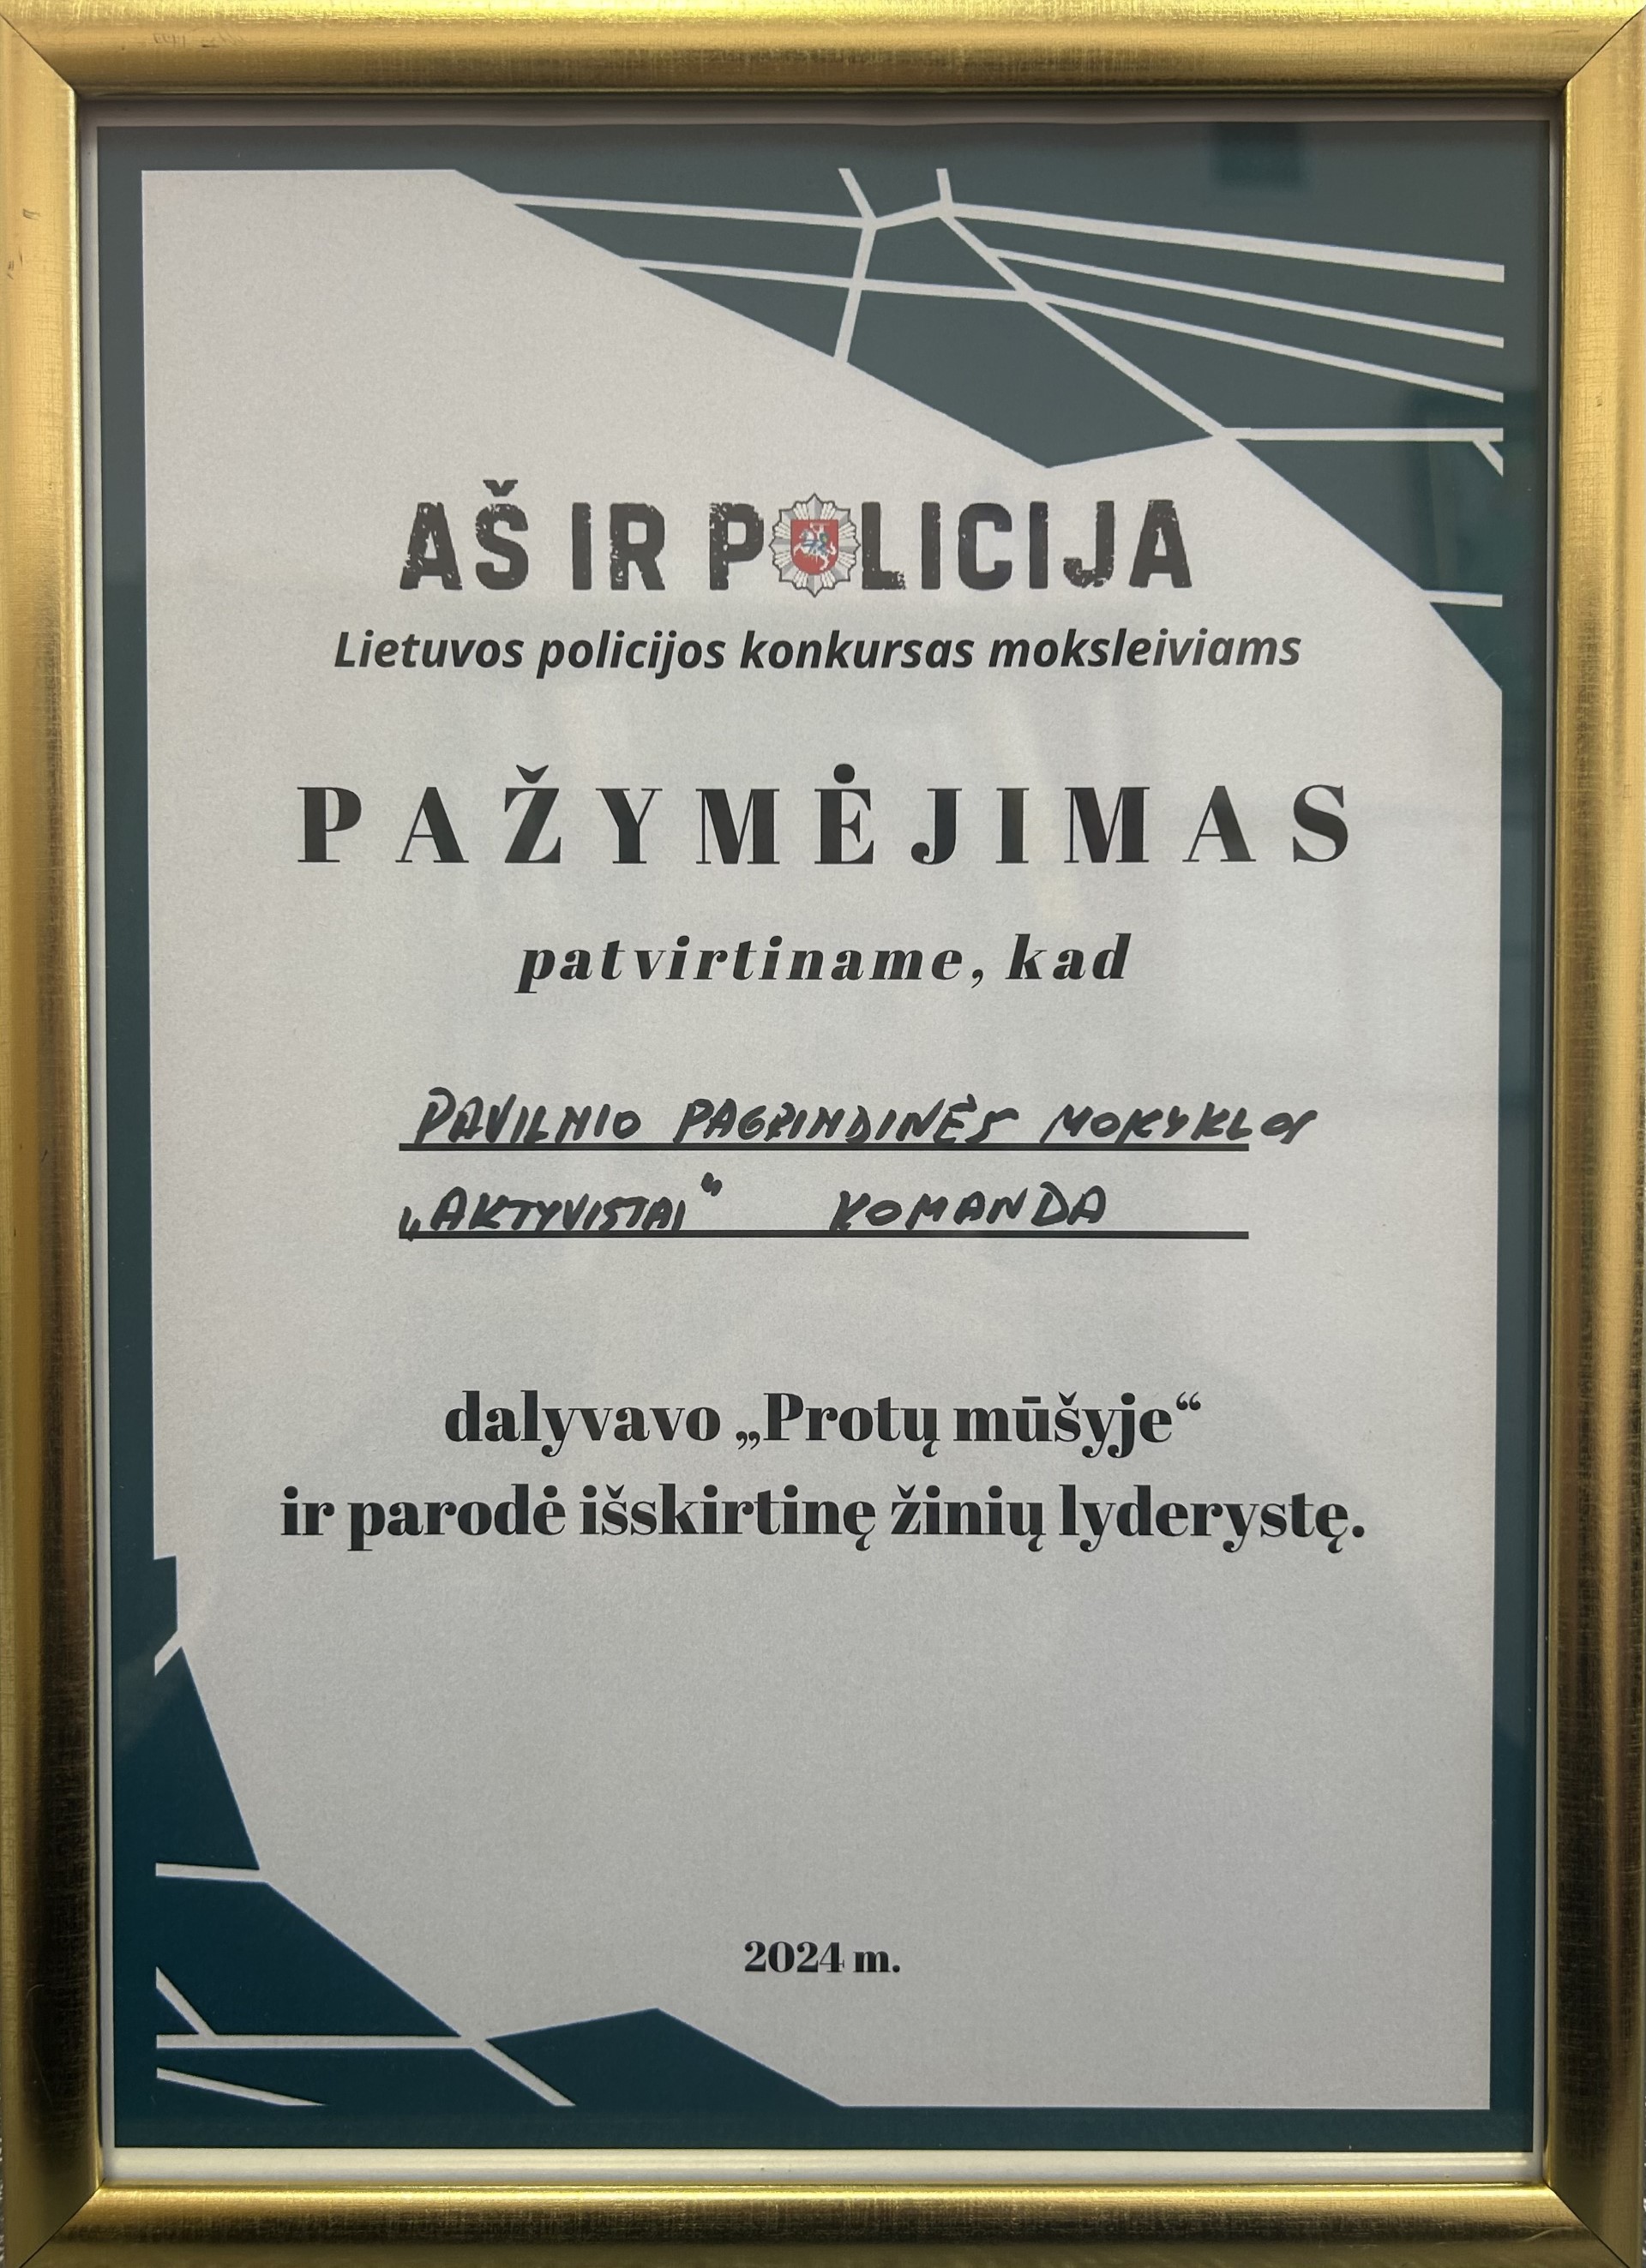 AŠ IR POLICIJA
Lietuvos policijos konkursas moksleiviams
PAŽYMĖJIMAS
patvirtiname, kad
PAVILNIO PAGRINDINĖS MOKYKLOS
„AKTYVISTAI“ KOMANDA
dalyvavo „Protų mūšyje“
ir parodė išskirtinę žinių lyderystę.
2024 m.